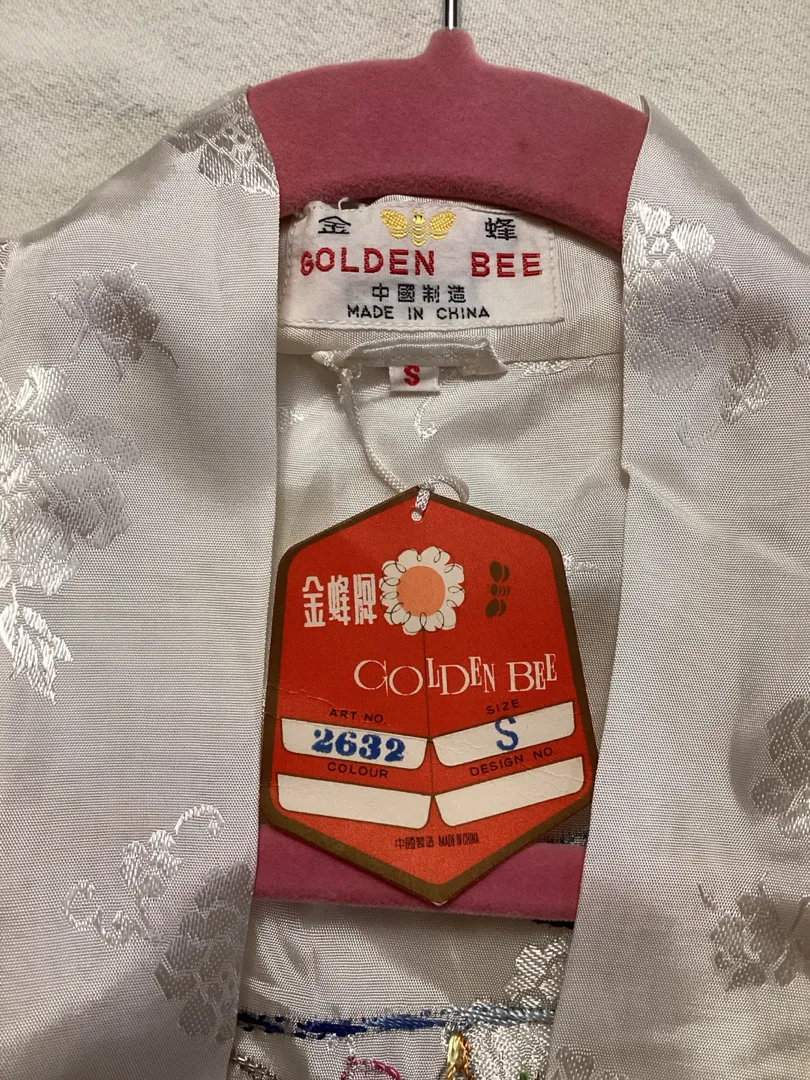 金 蜂
GOLDEN BEE
中國制造
MADE IN CHINA
S
金蜂牌
GOLDEN BEE
ART NO
SIZE
2632
S
COLOUR
DESIGN NO.
中國製造 MADE IN CHINA